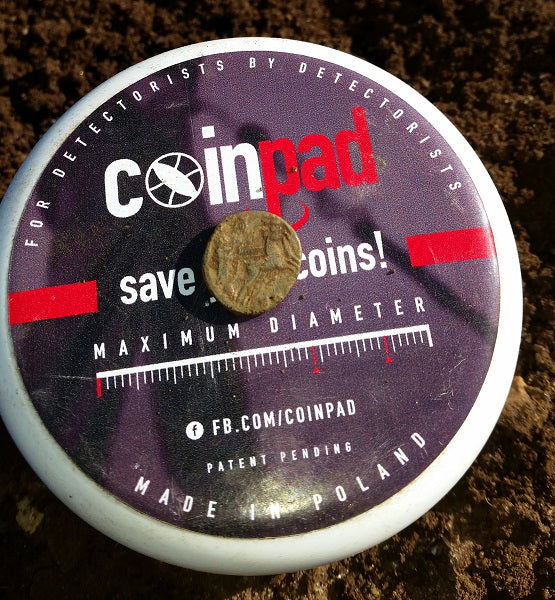 FOR DETECTORISTS BY DETECTORISTS
coinpad
save coins!
MAXIMUM DIAMETER
f FB.COM/COINPAD
PATENT PENDING
MADE IN POLAND